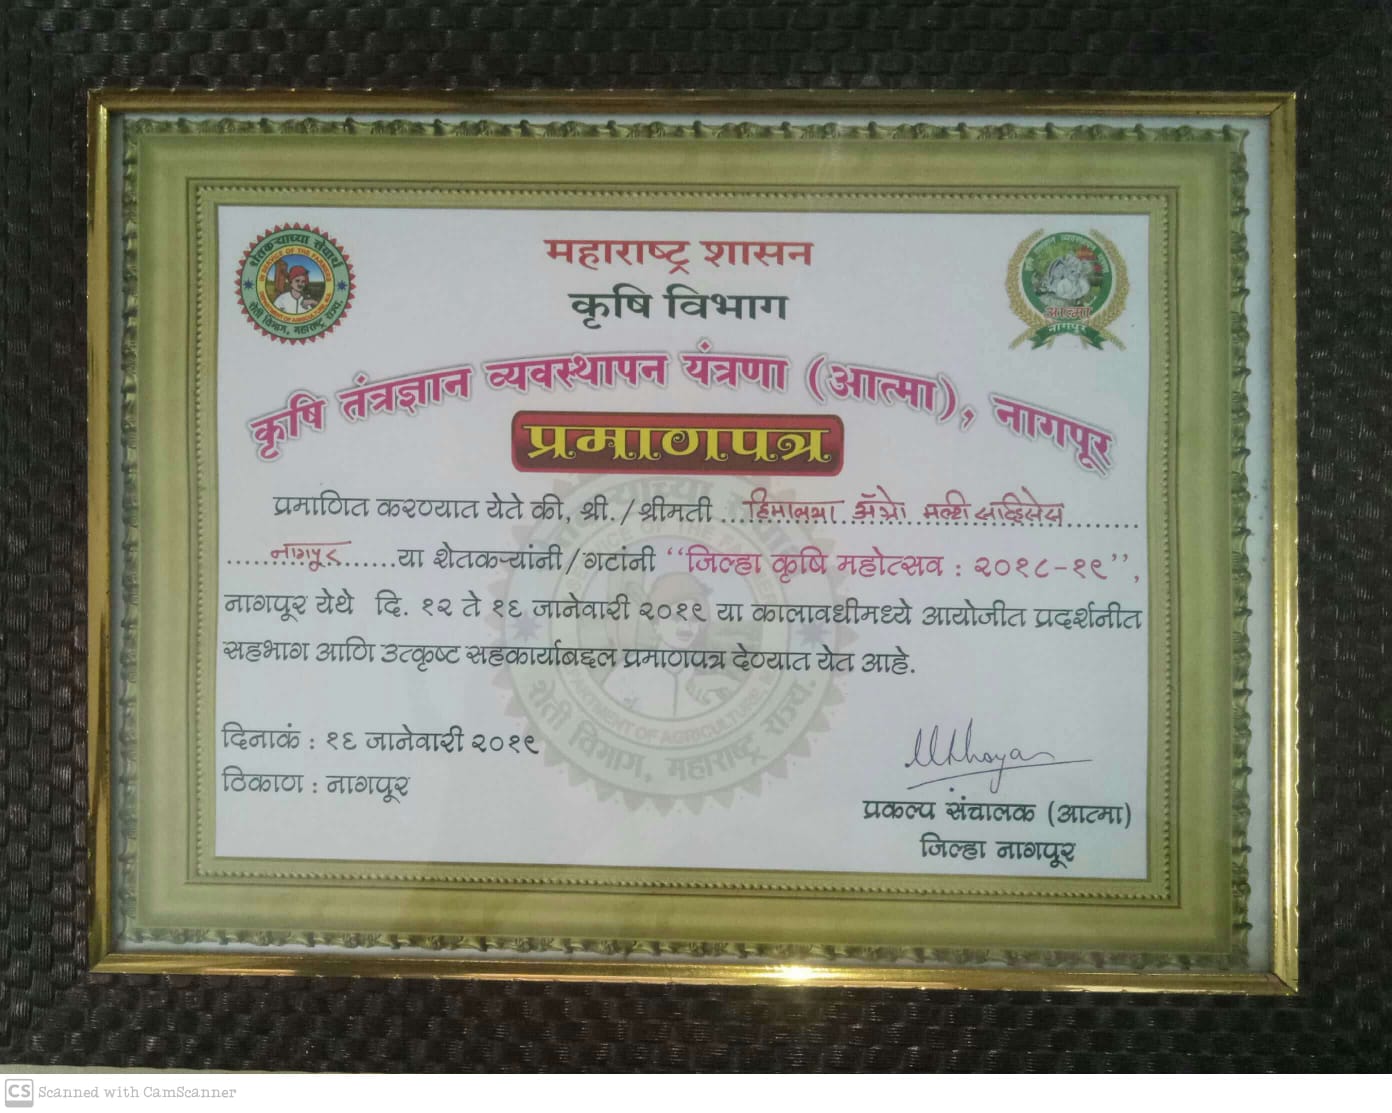 महाराष्ट्र शासन
कृषि विभाग
शेतकऱ्याच्या सेवार्थ
IN SERVICE OF THE FARMER
DEPARTMENT OF AGRICULTURE, M.S.
शेती विभाग, महाराष्ट्र राज्य.
आत्मा
नागपूर
कृषि तंत्रज्ञान व्यवस्थापन यंत्रणा (आत्मा), नागपूर
प्रमाणपत्र
प्रमाणित करण्यात येते की, श्री. / श्रीमती ...हिमालया ॲग्रो मल्टी सर्व्हिसेस........
......नागपूर......या शेतकऱ्यांनी/गटांनी “जिल्हा कृषि महोत्सव : २०१८-१९”,
नागपूर येथे दि. १२ ते १६ जानेवारी २०१९ या कालावधीमध्ये आयोजीत प्रदर्शनीत
सहभाग आणि उत्कृष्ट सहकार्याबद्दल प्रमाणपत्र देण्यात येत आहे.
दिनाकं : १६ जानेवारी २०१९
ठिकाण : नागपूर
प्रकल्प संचालक (आत्मा)
जिल्हा नागपूर
CS Scanned with CamScanner